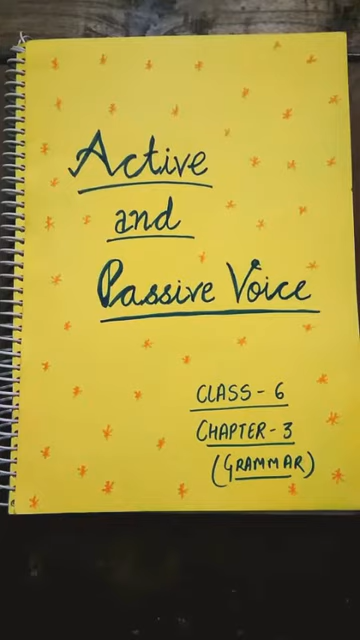 Active
and
Passive Voice
CLASS - 6
CHAPTER - 3
(GRAMMAR)